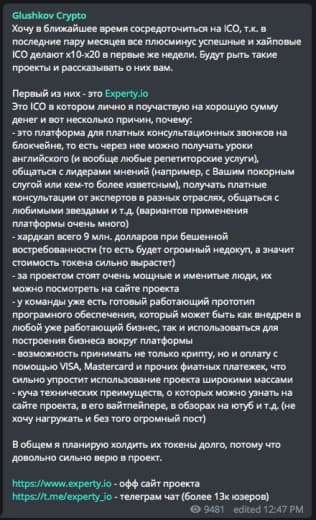 Glushkov Crypto
Хочу в ближайшее время сосредоточиться на ICO, т.к. в
последние пару месяцев все плюсминус успешные и хайповые
ICO делают x10-x20 в первые же недели. Будут рыть такие
проекты и рассказывать о них вам.
Первый из них - это Experty.io
Это ICO в котором лично я поучаствую на хорошую сумму
денег и вот несколько причин, почему:
- это платформа для платных консультационных звонков на
блокчейне, то есть через нее можно получать уроки
английского (и вообще любые репетиторские услуги),
общаться с лидерами мнений (например, с Вашим покорным
слугой или кем-то более изветсным), получать платные
консультации от экспертов в разных отраслях, общаться с
любимыми звездами и т.д. (вариантов применения
платформы очень много)
- хардкап всего 9 млн. долларов при бешенной
востребованности (то есть будет огромный недокуп, а значит
стоимость токена сильно вырастет)
- за проектом стоят очень мощные и именитые люди, их
можно посмотреть на сайте проекта
- у команды уже есть готовый работающий прототип
програмного обеспечения, который может быть как внедрен в
любой уже работающий бизнес, так и использоваться для
построения бизнеса вокруг платформы
- возможность принимать не только крипту, но и оплату с
помощью VISA, Mastercard и прочих фиатных платежек, что
сильно упростит использование проекта широкими массами
- куча технических преимуществ, о которых можно узнать на
сайте проекта, в его вайтпейпере, в обзорах на ютуб и т.д. (не
хочу нагружать и без того огромный пост)
В общем я планирую холдить их токены долго, потому что
довольно сильно верю в проект.
https://www.experty.io - офф сайт проекта
https://t.me/experty_io - телеграм чат (более 13к юзеров)
9481 edited 12:47 PM